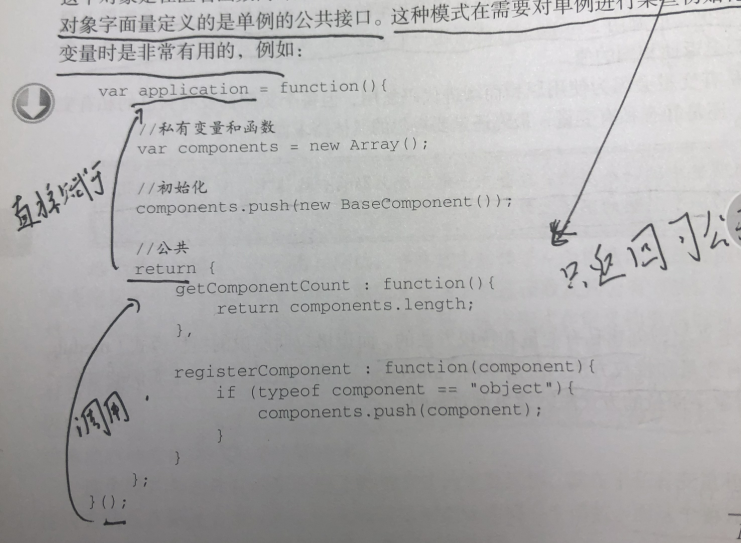 对象字面量定义的是单例的公共接口。这种模式在需要对单例进行某些初始化
变量时是非常有用的，例如：
var application = function(){
//私有变量和函数
var components = new Array();
//初始化
components.push(new BaseComponent());
//公共
return {
getComponentCount : function(){
return components.length;
},
registerComponent : function(component){
if (typeof component == "object"){
components.push(component);
}
}
};
}();
直接赋于
只返回了公
调用